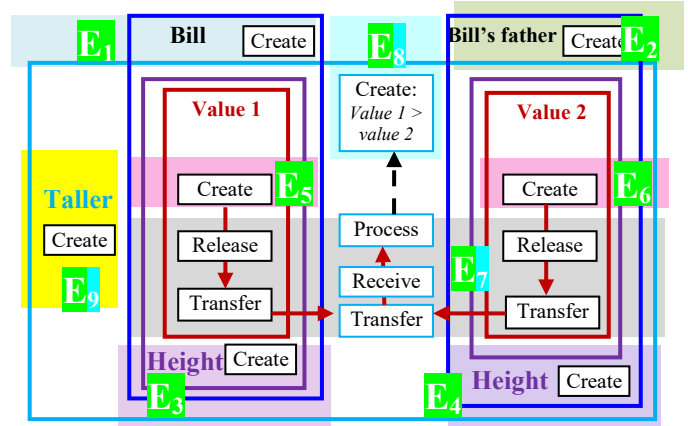 E1
Bill
Create
E8
Bill's father
Create
E2
Create:
Value 1 >
value 2
Value 1
Value 2
Create
E5
Create
E6
Taller
Create
E9
Release
Process
Release
E7
Receive
Transfer
Transfer
Transfer
Height
Create
E3
Height
Create
E4